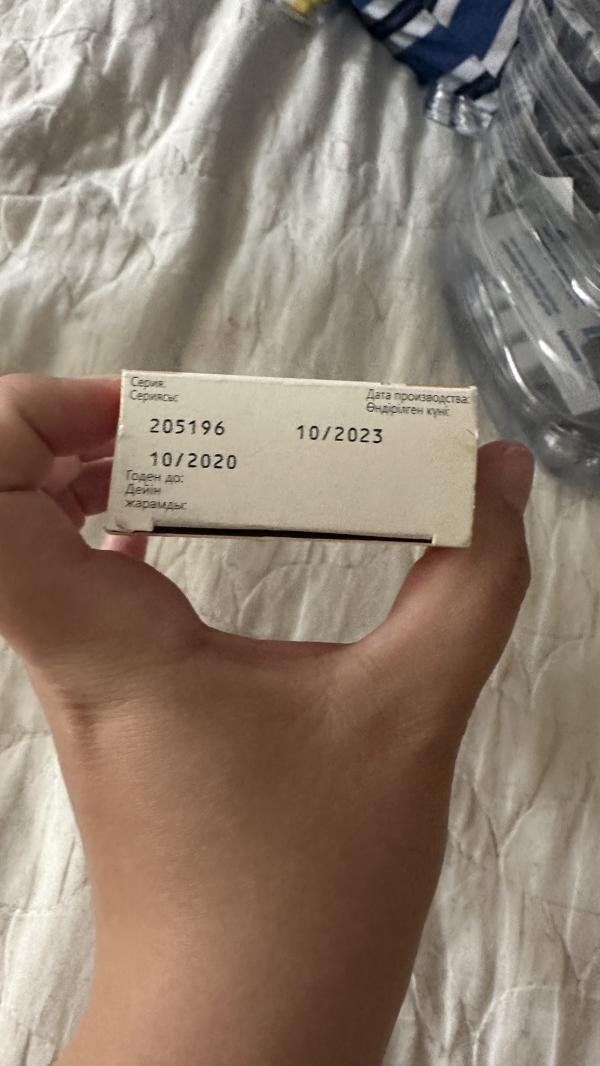 Серия:
Сериясы:
Дата производства:
Өндірілген күні:
205196
10/2023
10/2020
Годен до:
Дейін
жарамды: